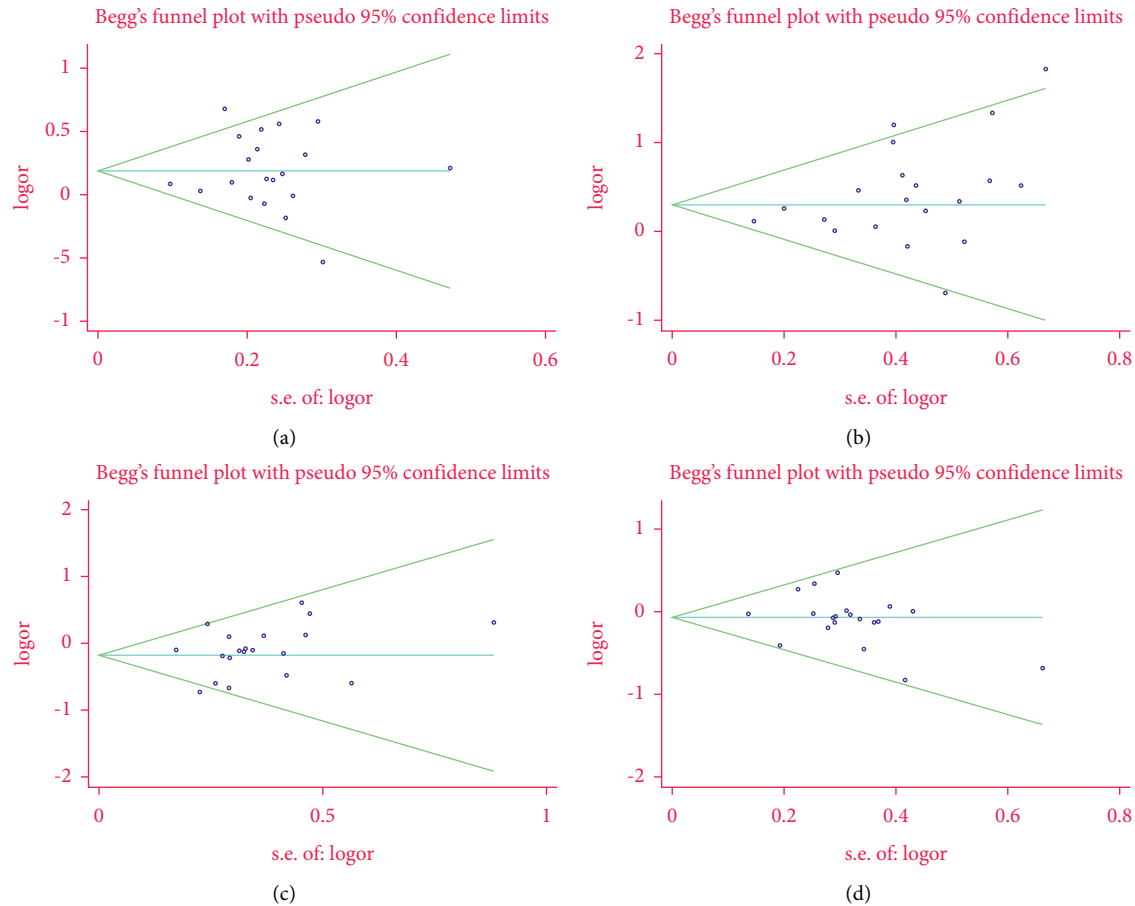 Begg's funnel plot with pseudo 95% confidence limits
1
0.5
0
-5
-1
logor
0
0.2
0.4
0.6
s.e. of: logor
(a)
Begg's funnel plot with pseudo 95% confidence limits
2
1
0
-1
logor
0
0.2
0.4
0.6
0.8
s.e. of: logor
(b)
Begg's funnel plot with pseudo 95% confidence limits
2
1
0
-1
-2
logor
0
0.5
1
s.e. of: logor
(c)
Begg's funnel plot with pseudo 95% confidence limits
1
0
-1
-2
logor
0
0.2
0.4
0.6
0.8
s.e. of: logor
(d)